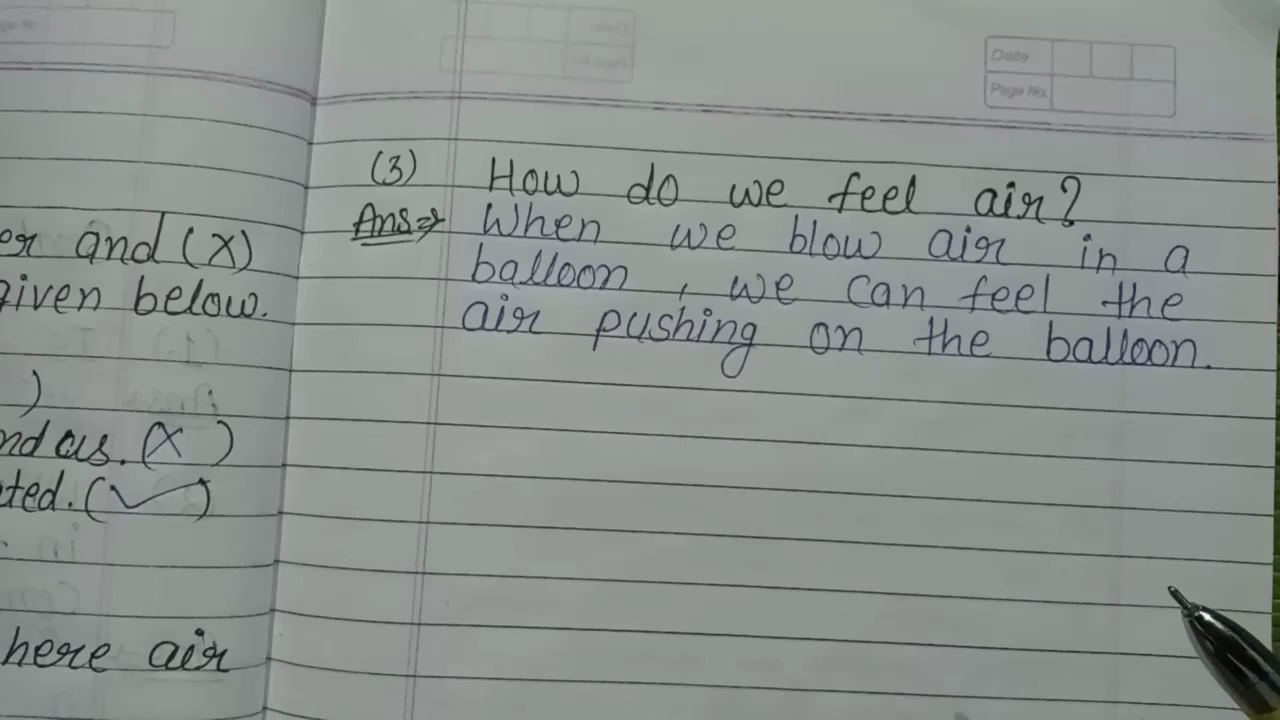 er and (X)
given below.
)
nd us. (X)
ted. (✓)
here air
Date
Page No.
(3) How do we feel air?
Ans⇒ When we blow air in a
balloon, we can feel the
air pushing on the balloon.